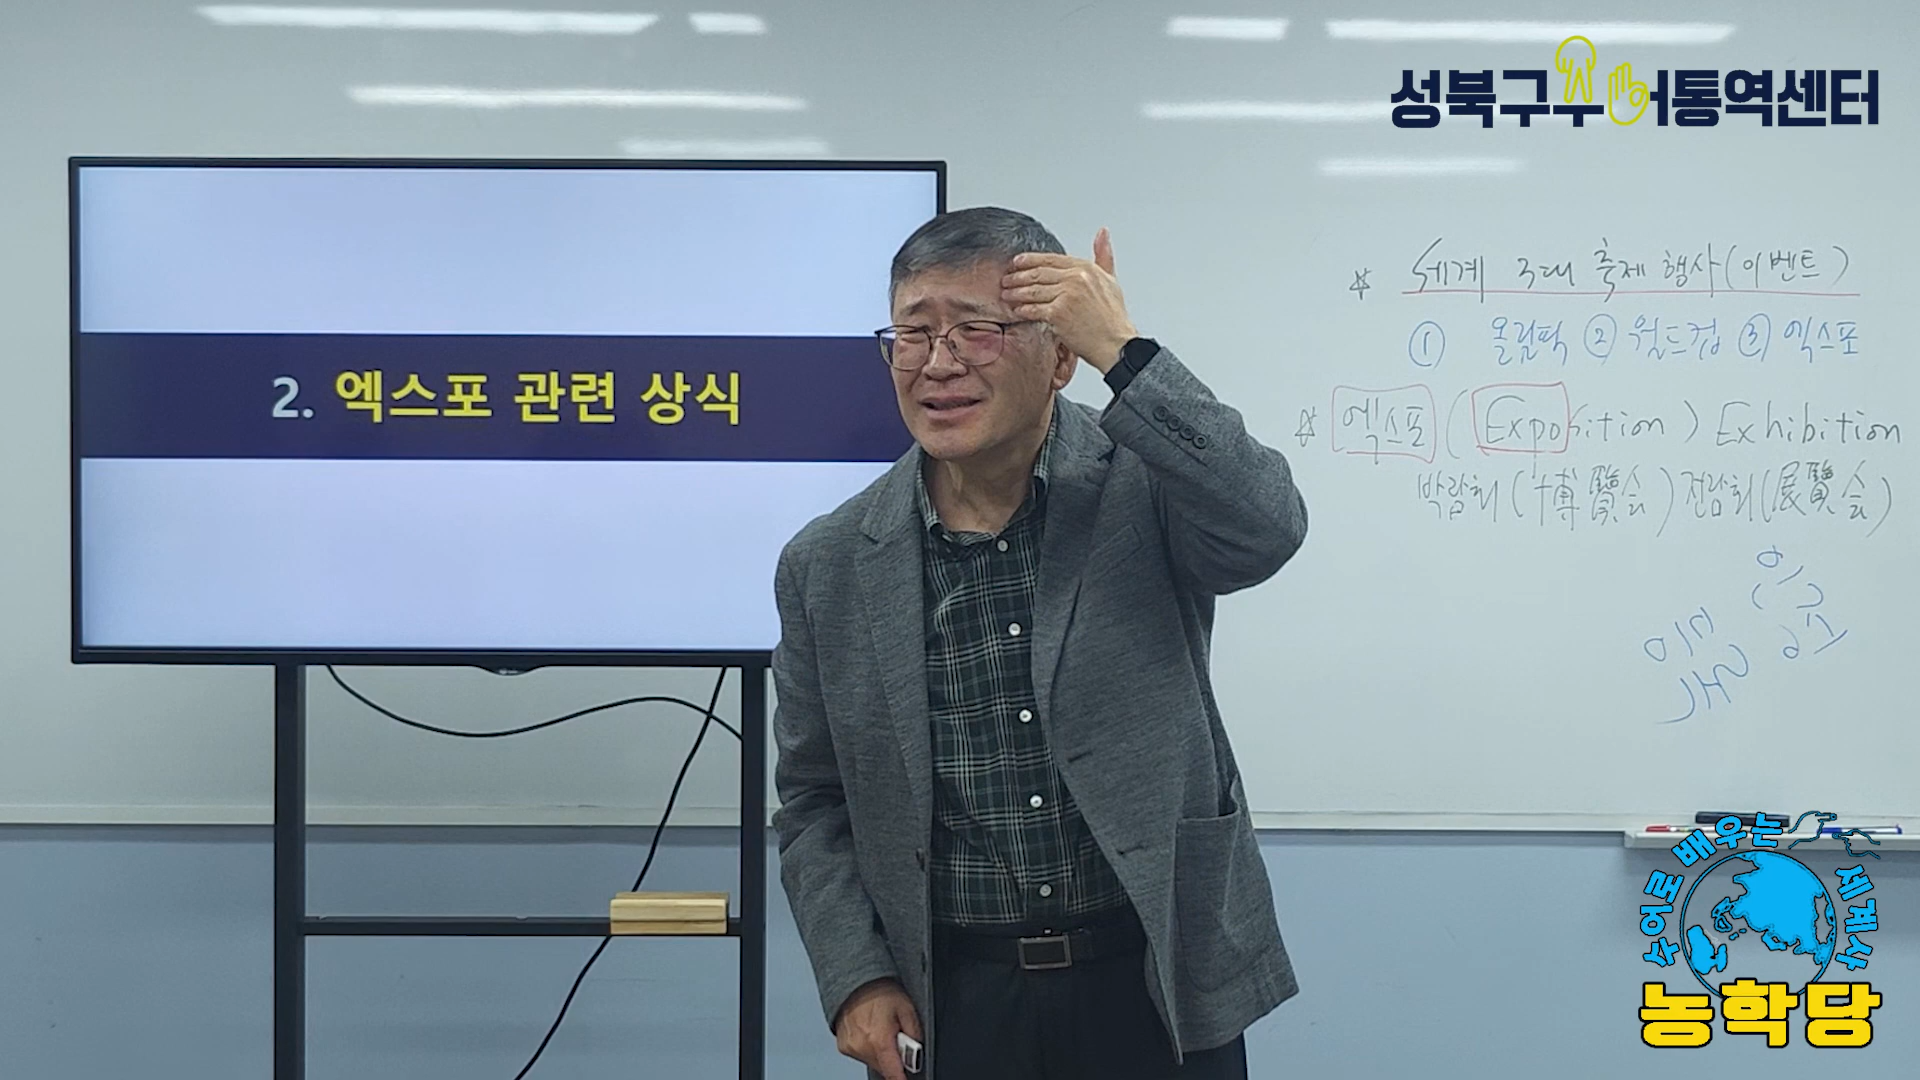 성북구수어통역센터
2. 엑스포 관련 상식
세계 3대 축제 행사(이벤트)
① 올림픽 ② 월드컵 ③ 엑스포
엑스포 (Exposition) Exhibition
박람회(博覽会) 전람회(展覽会)
수어로 배우는 세계사
농학당